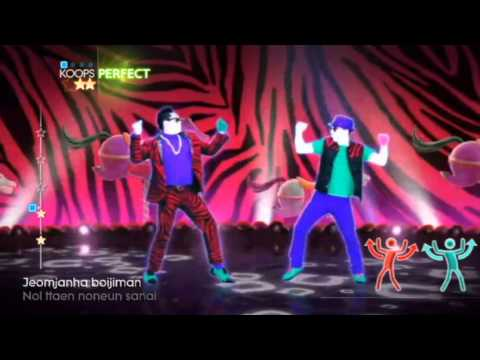 KOOPS PERFECT
Jeomjanha boijiman
Nol ttaen noneun sanai